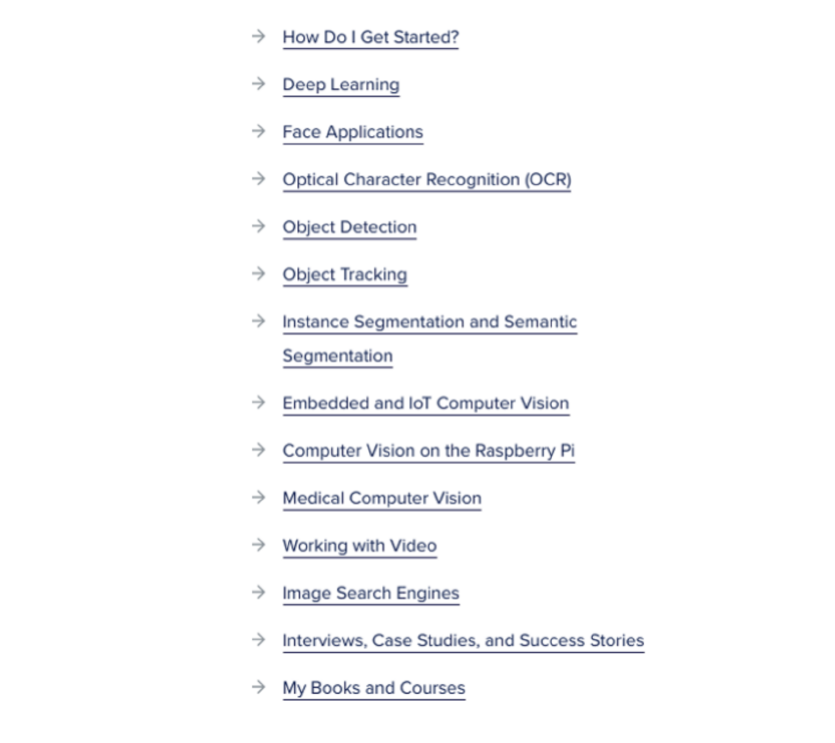 How Do I Get Started?
Deep Learning
Face Applications
Optical Character Recognition (OCR)
Object Detection
Object Tracking
Instance Segmentation and Semantic
Segmentation
Embedded and IoT Computer Vision
Computer Vision on the Raspberry Pi
Medical Computer Vision
Working with Video
Image Search Engines
Interviews, Case Studies, and Success Stories
My Books and Courses